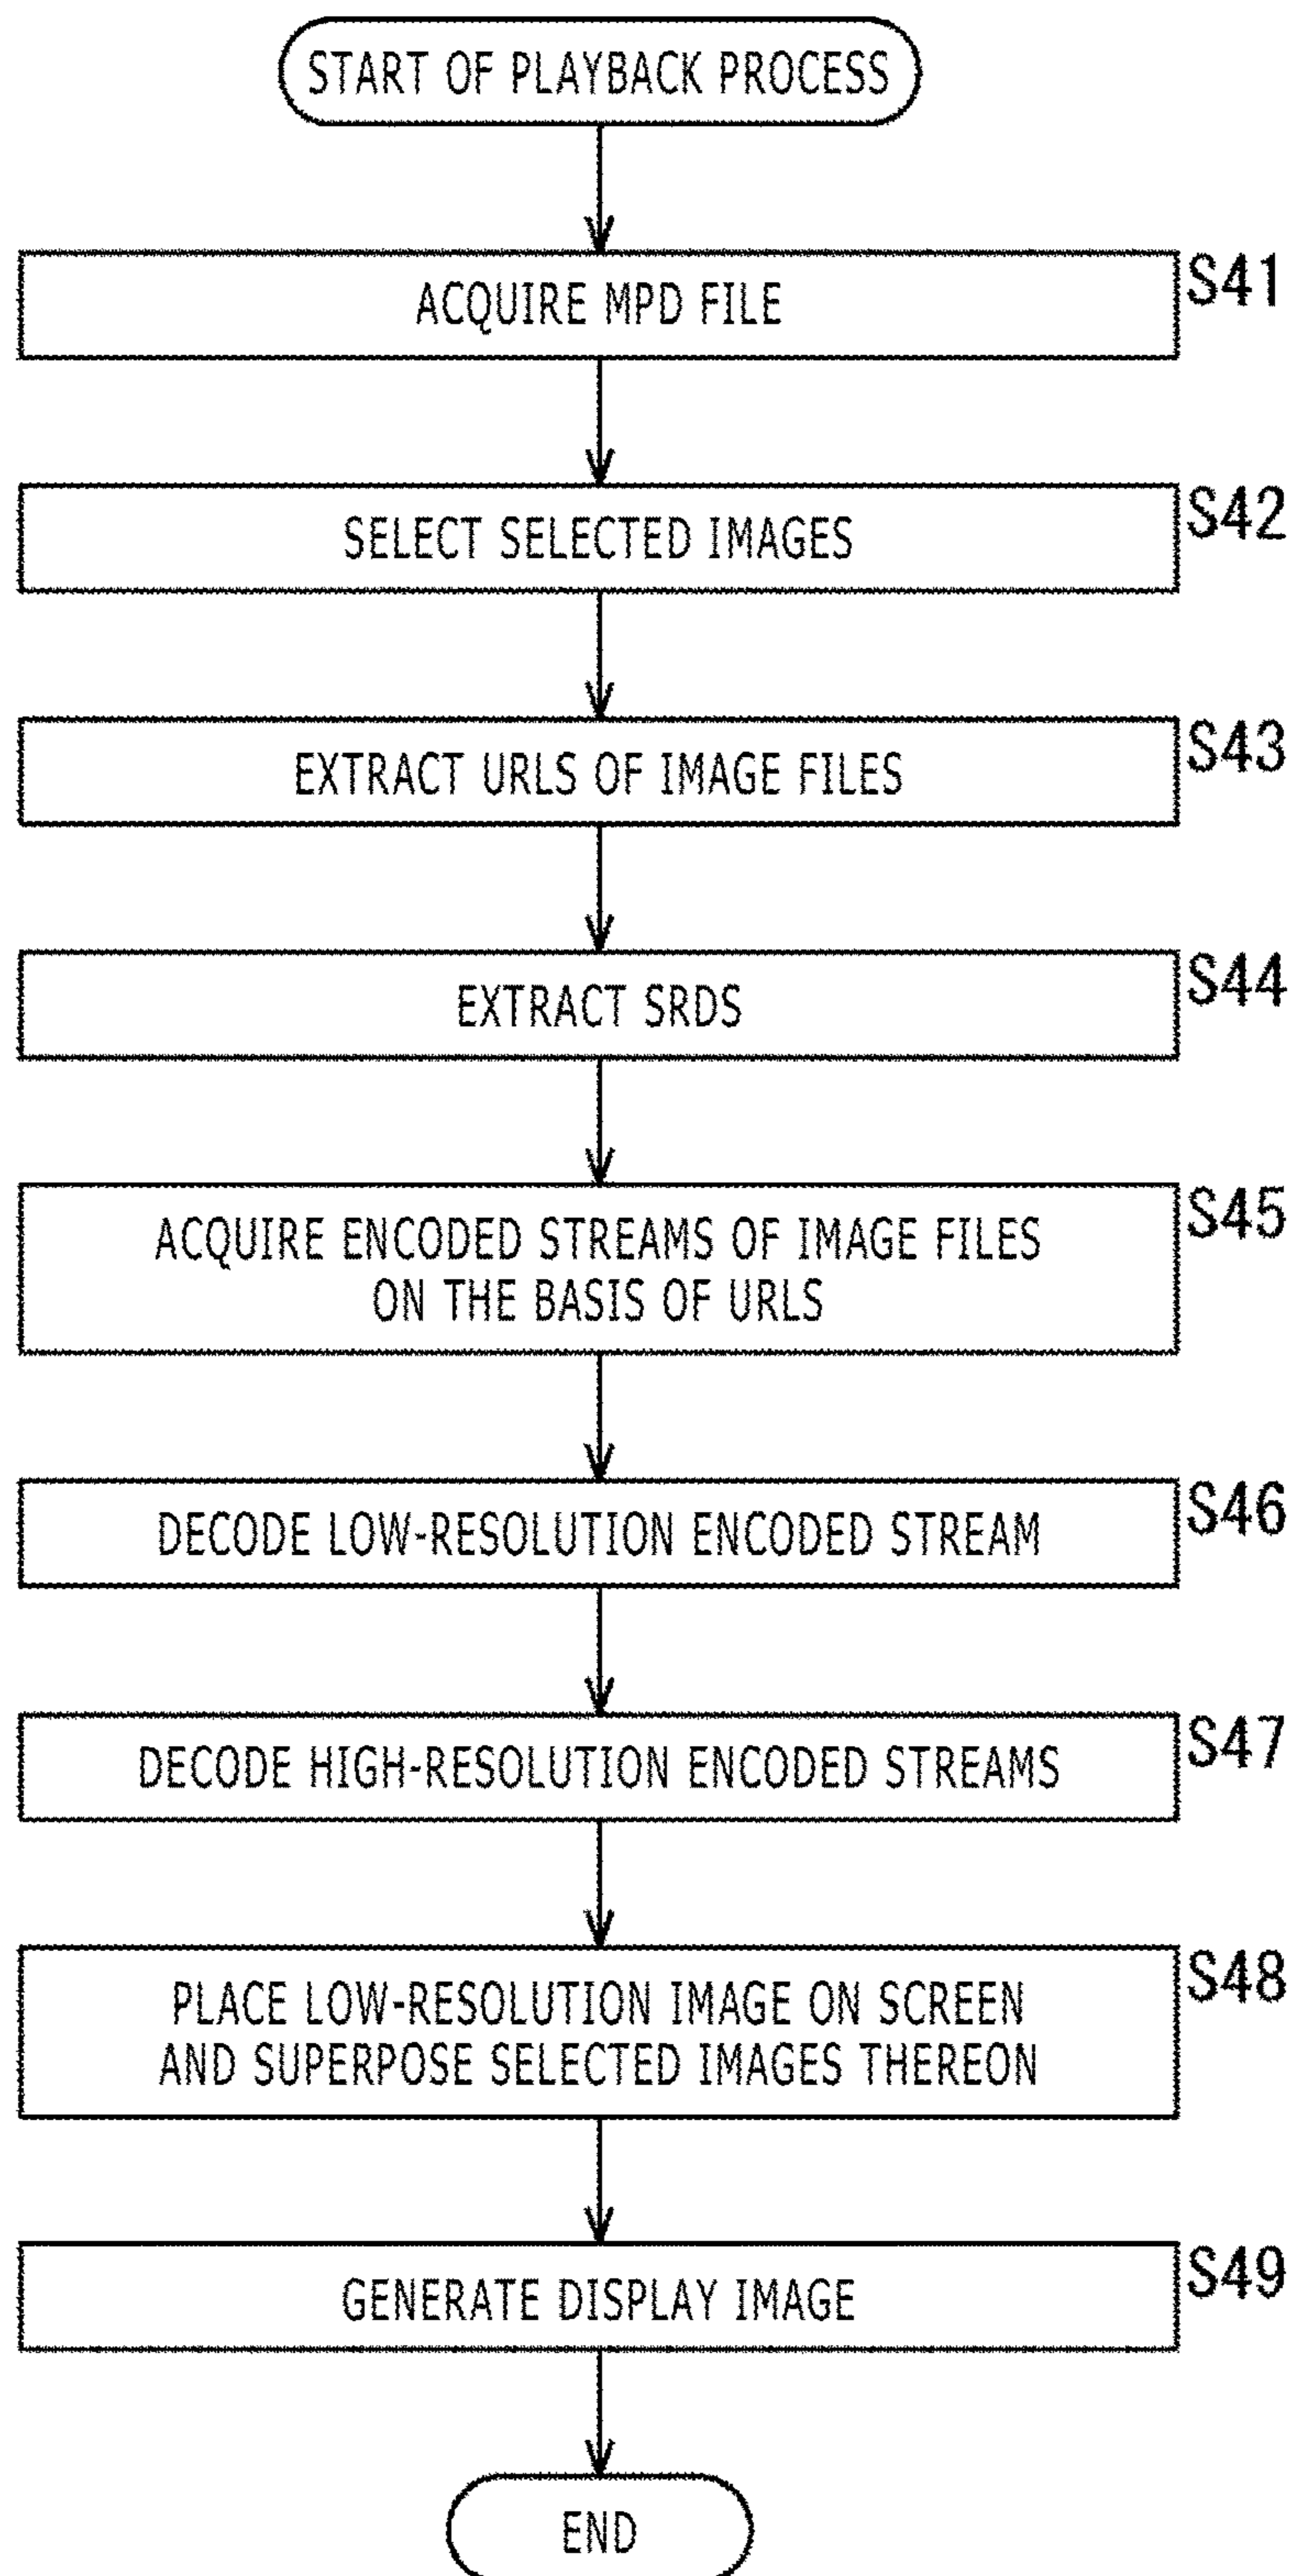 START OF PLAYBACK PROCESS
ACQUIRE MPD FILE
S41
SELECT SELECTED IMAGES
S42
EXTRACT URLS OF IMAGE FILES
S43
EXTRACT SRDS
S44
ACQUIRE ENCODED STREAMS OF IMAGE FILES
ON THE BASIS OF URLS
S45
DECODE LOW-RESOLUTION ENCODED STREAM
S46
DECODE HIGH-RESOLUTION ENCODED STREAMS
S47
PLACE LOW-RESOLUTION IMAGE ON SCREEN
AND SUPERPOSE SELECTED IMAGES THEREON
S48
GENERATE DISPLAY IMAGE
S49
END